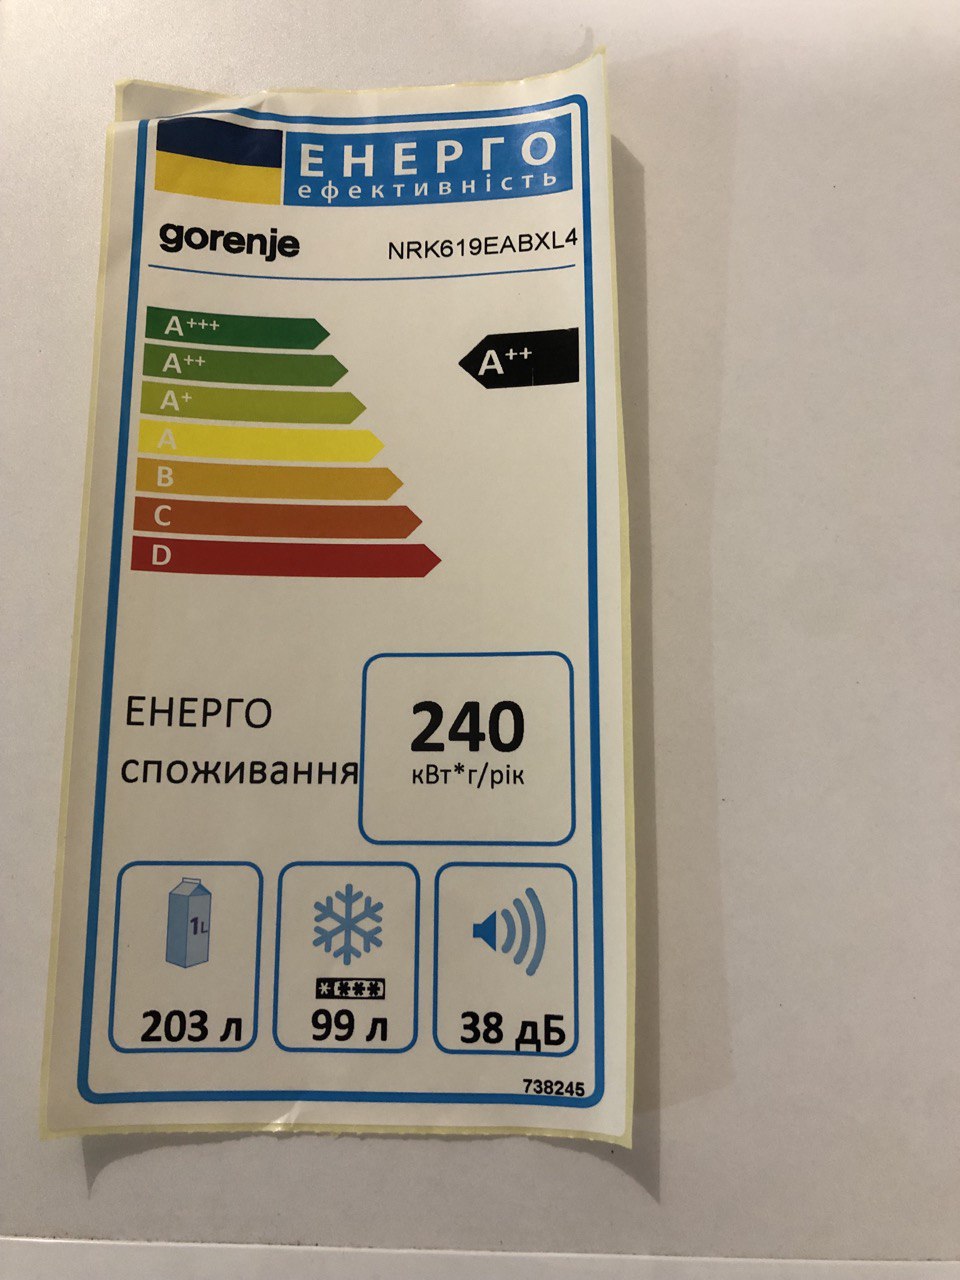 ЕНЕРГО
ефективність
gorenje NRK619EABXL4
A+++
A++ A++
A+
A
B
C
D
ЕНЕРГО
споживання
240
кВт*г/рік
1L
203 л 99 л 38 дБ
738245